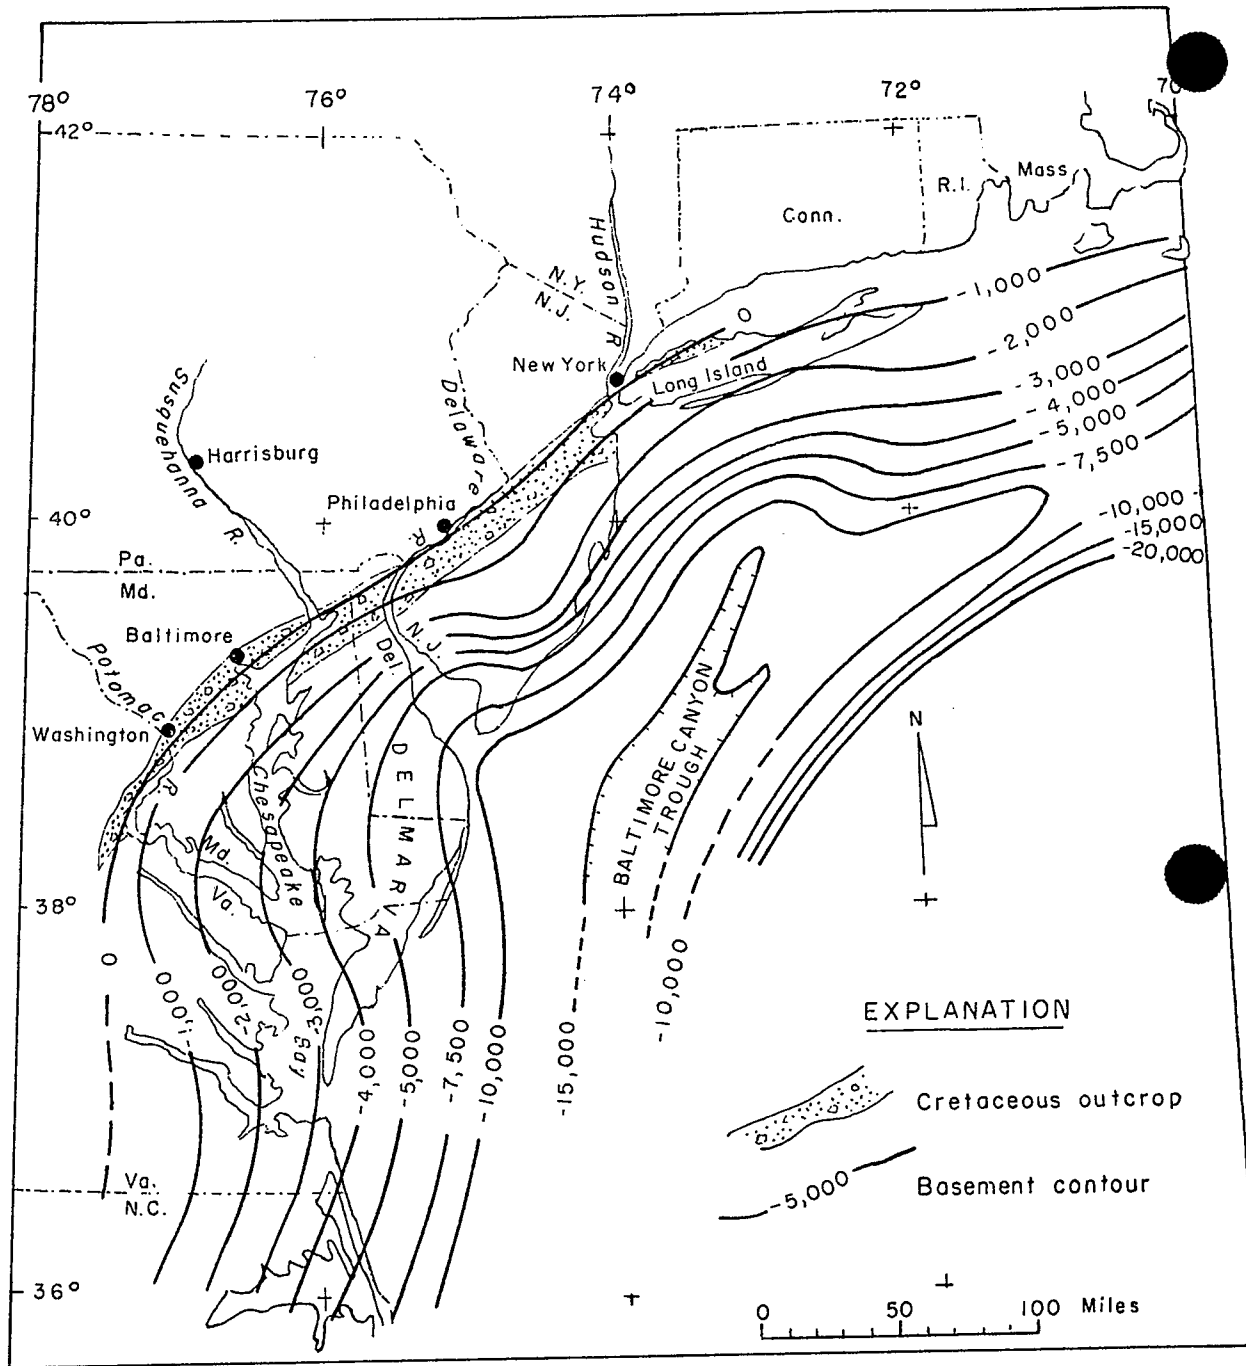 78°
76°
74°
72°
70
42°
Mass
R.I.
Conn.
Hudson R
N.Y.
N.J.
-1,000
0
-2,000
New York
Long Island
-3,000
-4,000
-5,000
-7,500
Susquehanna R.
Delaware R.
Harrisburg
Philadelphia
40°
-10,000
-15,000
-20,000
Pa.
Md.
Baltimore
N.J.
Del
Potomac R
Washington
Chesapeake Bay
DELMARVA
BALTIMORE CANYON
TROUGH
N
Md.
Va.
38°
0
-1,000
-2,000
-3,000
-4,000
-5,000
-7,500
-10,000
-15,000
-10,000
EXPLANATION
Cretaceous outcrop
-5,000
Basement contour
Va.
N.C.
36°
0 50 100 Miles